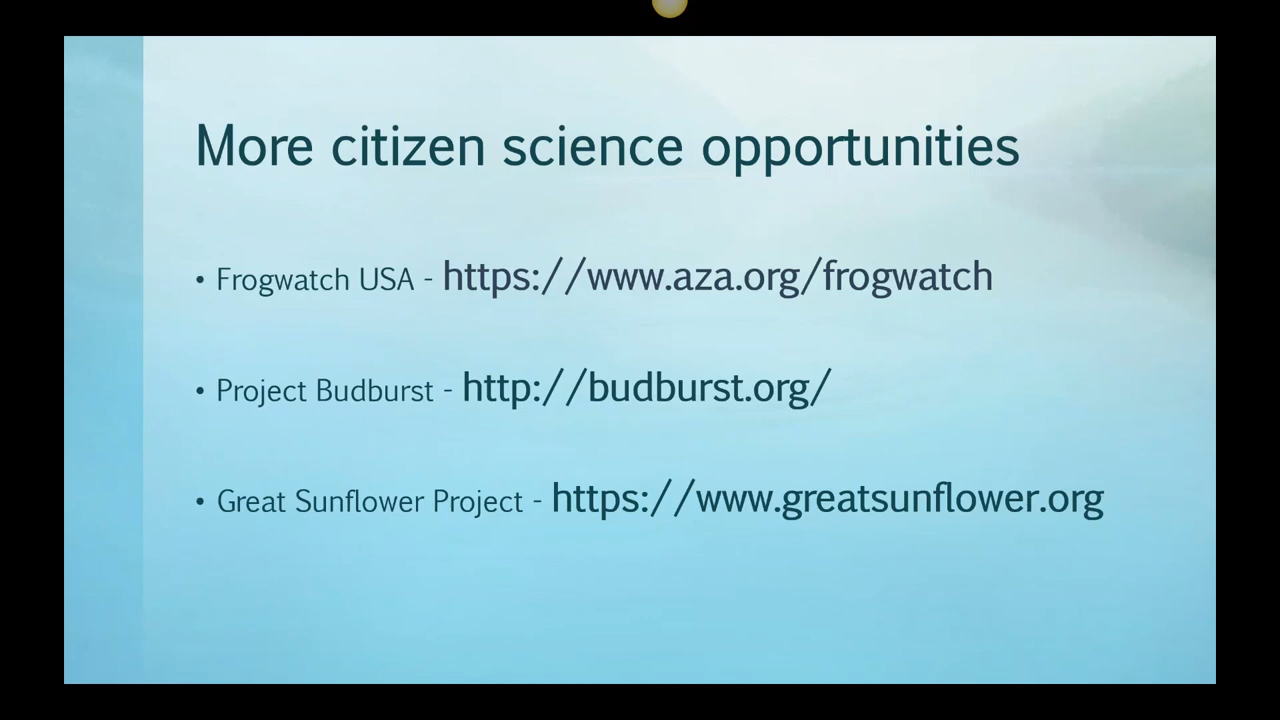 More citizen science opportunities
• Frogwatch USA - https://www.aza.org/frogwatch
• Project Budburst - http://budburst.org/
• Great Sunflower Project - https://www.greatsunflower.org